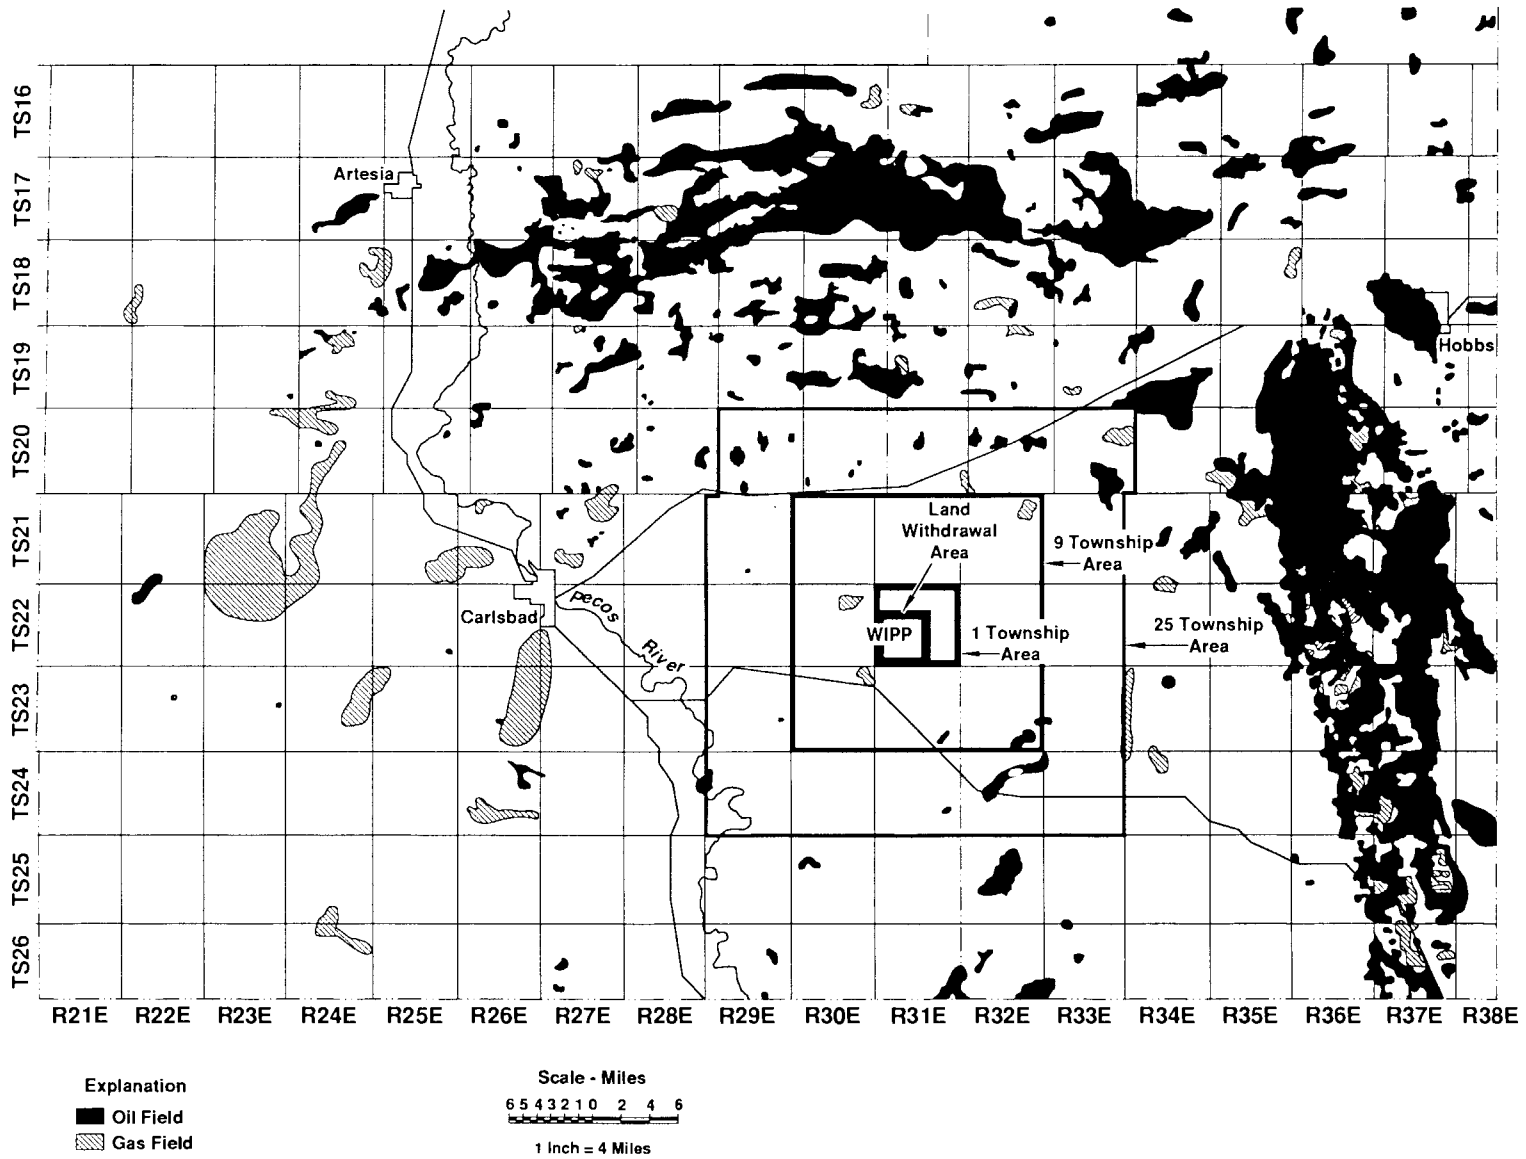 TS16
Artesia
TS17
TS18
TS19
Hobbs
TS20
TS21
Land
Withdrawal
Area
9 Township
Area
TS22
Carlsbad
Pecos
River
WIPP
1 Township
Area
25 Township
Area
TS23
TS24
TS25
TS26
R21E R22E R23E R24E R25E R26E R27E R28E R29E R30E R31E R32E R33E R34E R35E R36E R37E R38E
Explanation
Oil Field
Gas Field
Scale - Miles
6 5 4 3 2 1 0 2 4 6
1 Inch = 4 Miles